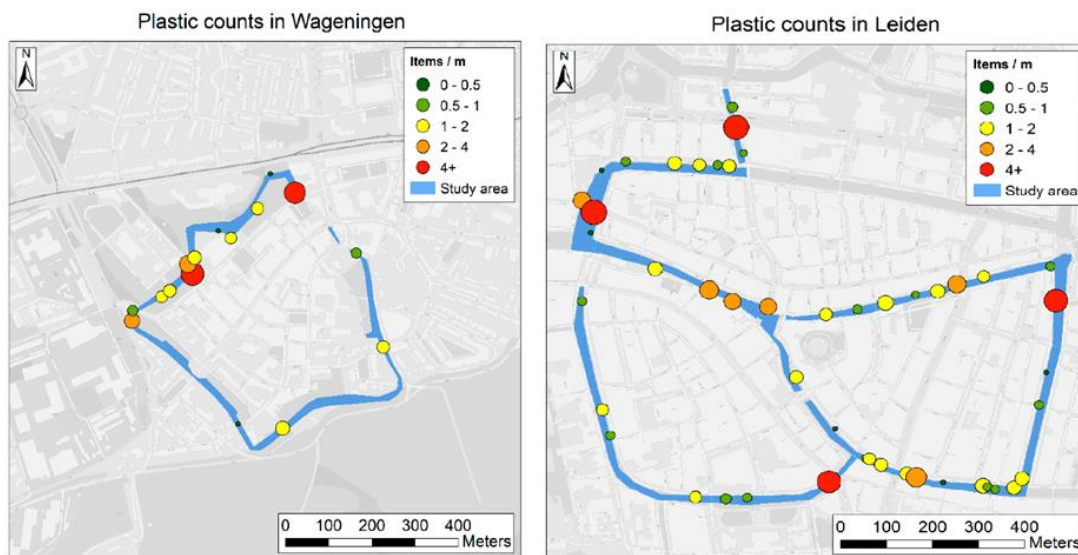 Plastic counts in Wageningen
N
Items / m
0 - 0.5
0.5 - 1
1 - 2
2 - 4
4+
Study area
0 100 200 300 400
Meters
Plastic counts in Leiden
N
Items / m
0 - 0.5
0.5 - 1
1 - 2
2 - 4
4+
Study area
0 100 200 300 400
Meters